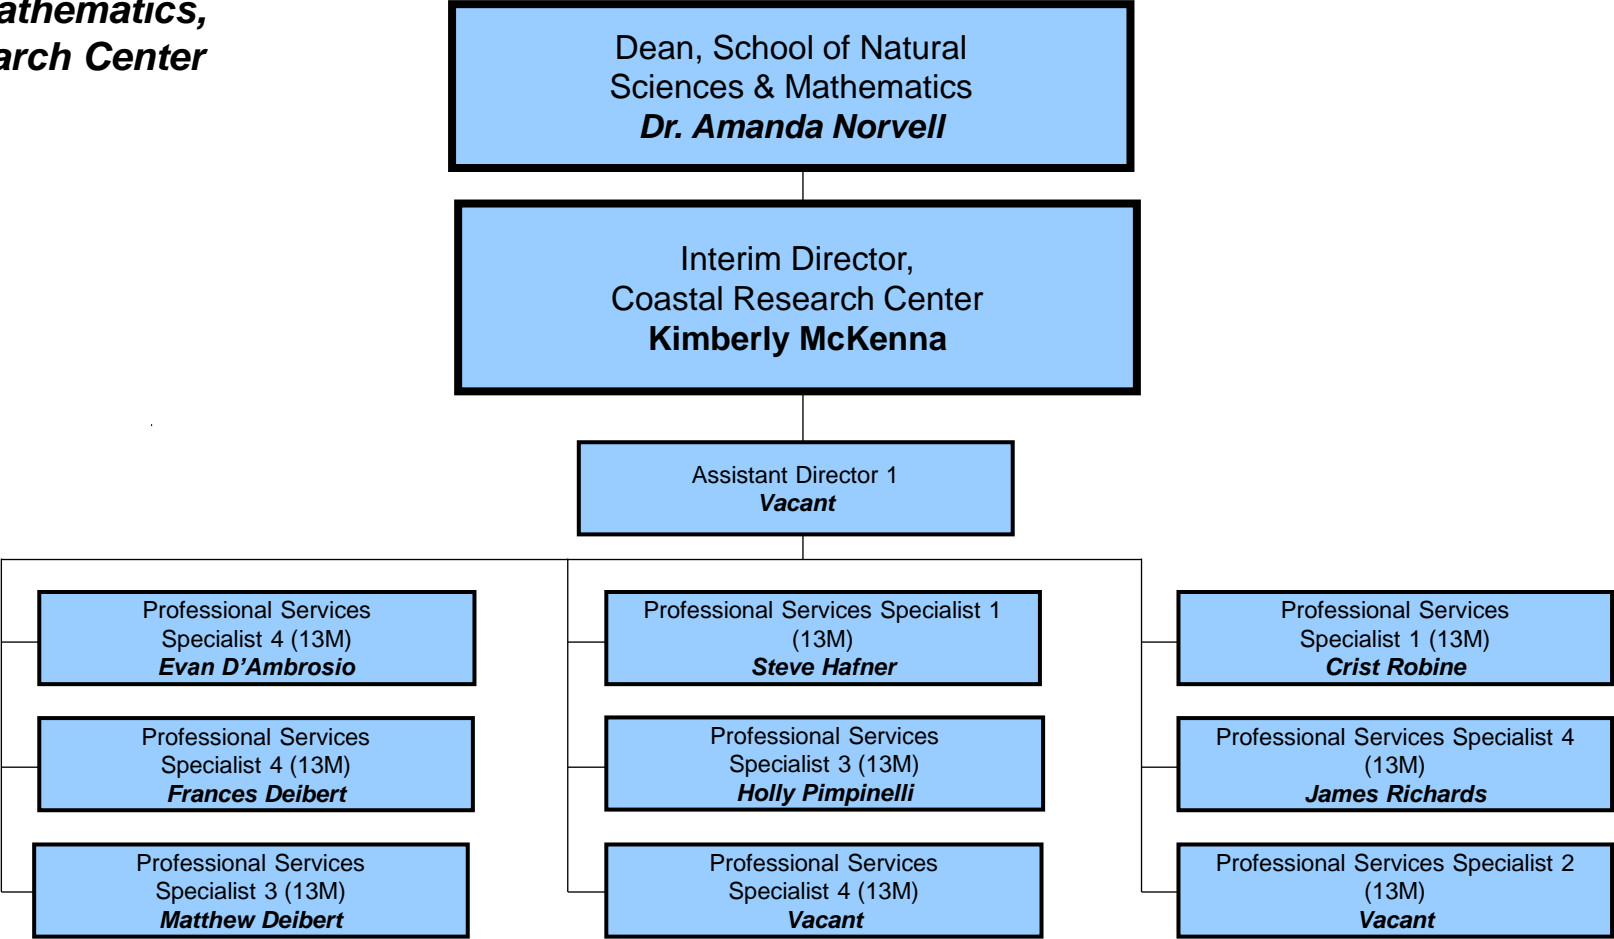 arch Center
Dean, School of Natural
Sciences & Mathematics
Dr. Amanda Norvell
Interim Director,
Coastal Research Center
Kimberly McKenna
Assistant Director 1
Vacant
Professional Services
Specialist 4 (13M)
Evan D’Ambrosio
Professional Services
Specialist 4 (13M)
Frances Deibert
Professional Services
Specialist 3 (13M)
Matthew Deibert
Professional Services Specialist 1
(13M)
Steve Hafner
Professional Services
Specialist 3 (13M)
Holly Pimpinelli
Professional Services
Specialist 4 (13M)
Vacant
Professional Services
Specialist 1 (13M)
Crist Robine
Professional Services Specialist 4
(13M)
James Richards
Professional Services Specialist 2
(13M)
Vacant